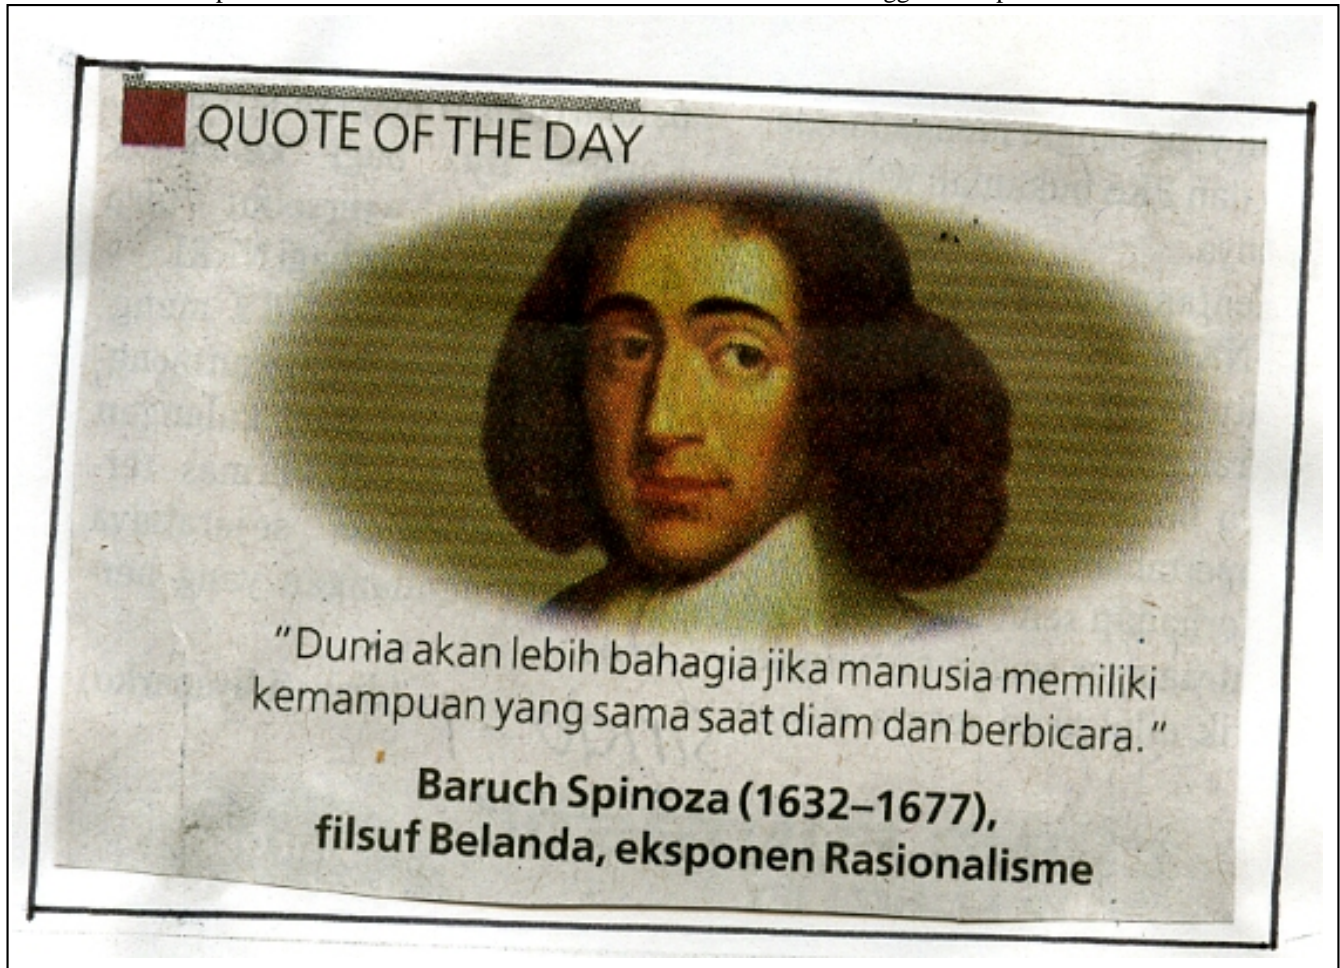 QUOTE OF THE DAY
“Dunia akan lebih bahagia jika manusia memiliki
kemampuan yang sama saat diam dan berbicara.”
Baruch Spinoza (1632–1677),
filsuf Belanda, eksponen Rasionalisme